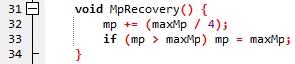 31 void MpRecovery() {
32 mp += (maxMp / 4);
33 if (mp > maxMp) mp = maxMp;
34 }